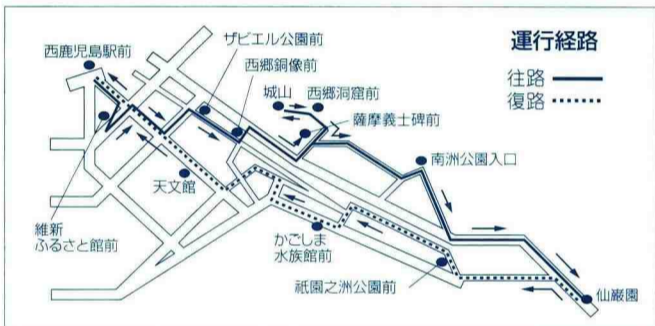 運行経路
往路
復路
西鹿児島駅前
ザビエル公園前
西郷銅像前
城山
西郷洞窟前
薩摩義士碑前
南洲公園入口
天文館
維新
ふるさと館前
かごしま
水族館前
祇園之洲公園前
仙巌園